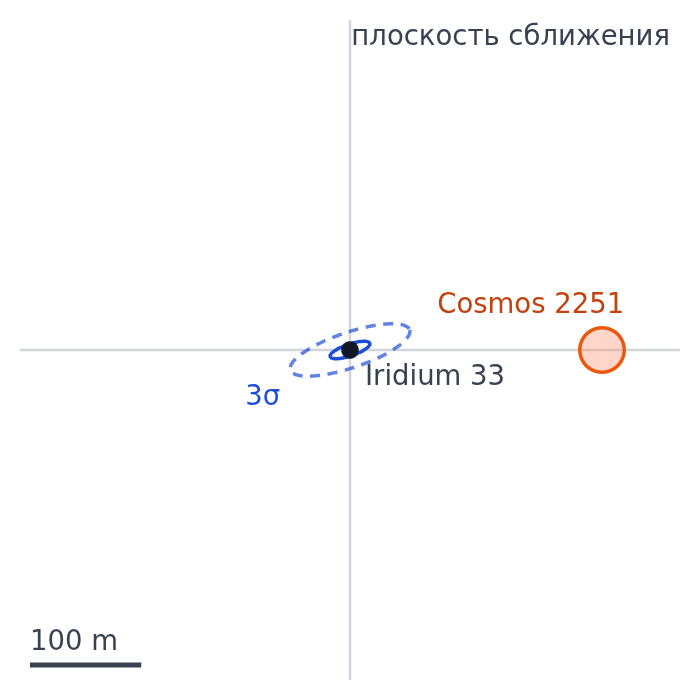 плоскость сближения
Cosmos 2251
Iridium 33
3σ
100 m